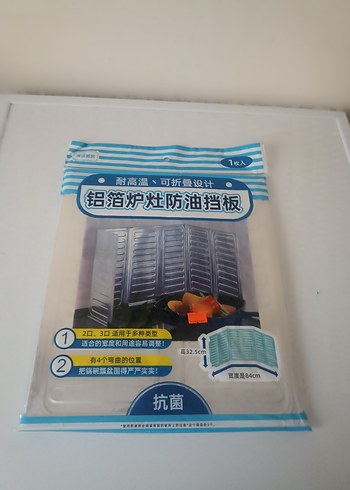 1枚入
耐高温、可折叠设计
铝箔炉灶防油挡板
1
2口、3口 适用于多种类型
适合的宽度和用途容易调整!
2
有4个弯曲的位置
把锅碗瓢盆围得严严实实!
高32.5cm
宽度至84cm
抗菌